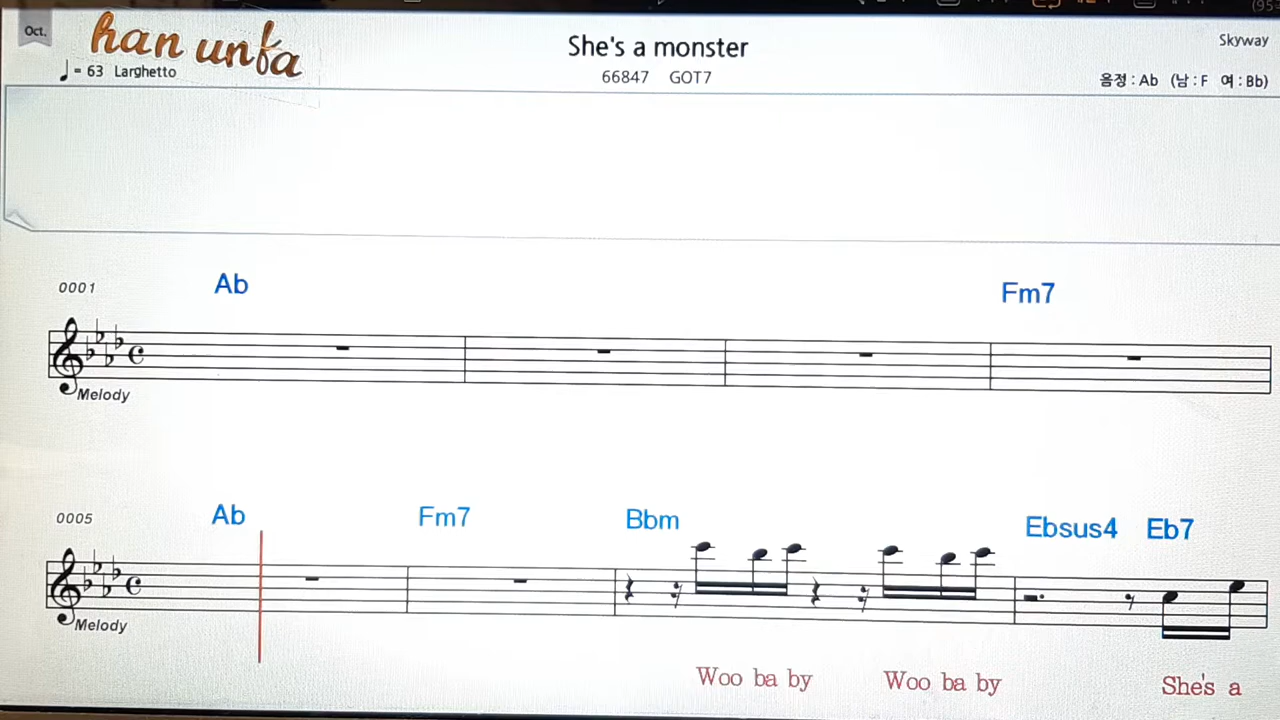 Oct.
han unfa
She's a monster
Skyway
♩= 63 Larghetto
66847 GOT7
음정 : Ab (남 : F 여 : Bb)
0001
Ab
Fm7
Melody
0005
Ab
Fm7
Bbm
Ebsus4
Eb7
Melody
Woo ba by Woo ba by She's a